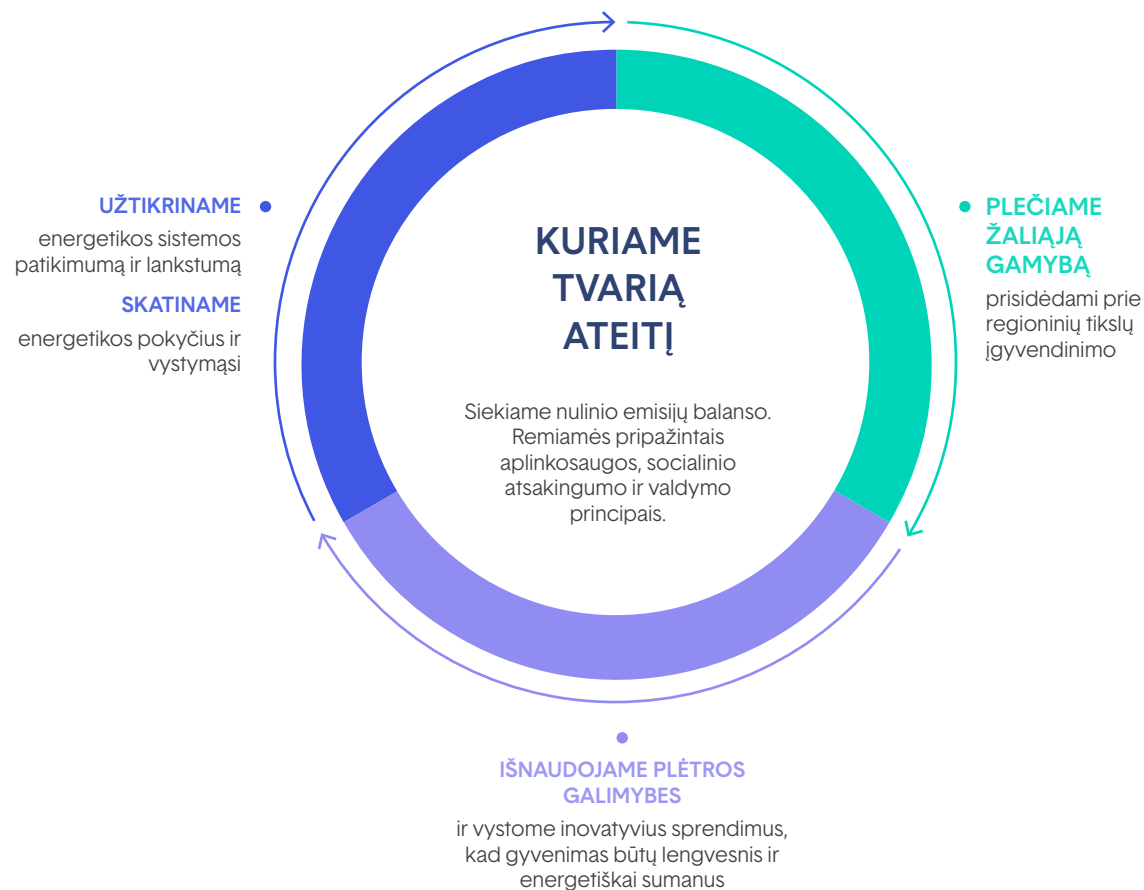 UŽTIKRINAME
energetikos sistemos
patikimumą ir lankstumą
SKATINAME
energetikos pokyčius ir
vystymąsi
KURIAME
TVARIĄ
ATEITĮ
Siekiame nulinio emisijų balanso.
Remiamės pripažintais
aplinkosaugos, socialinio
atsakingumo ir valdymo
principais.
PLEČIAME
ŽALIĄJĄ
GAMYBĄ
prisidėdami prie
regioninių tikslų
įgyvendinimo
IŠNAUDOJAME PLĖTROS
GALIMYBES
ir vystome inovatyvius sprendimus,
kad gyvenimas būtų lengvesnis ir
energetiškai sumanus